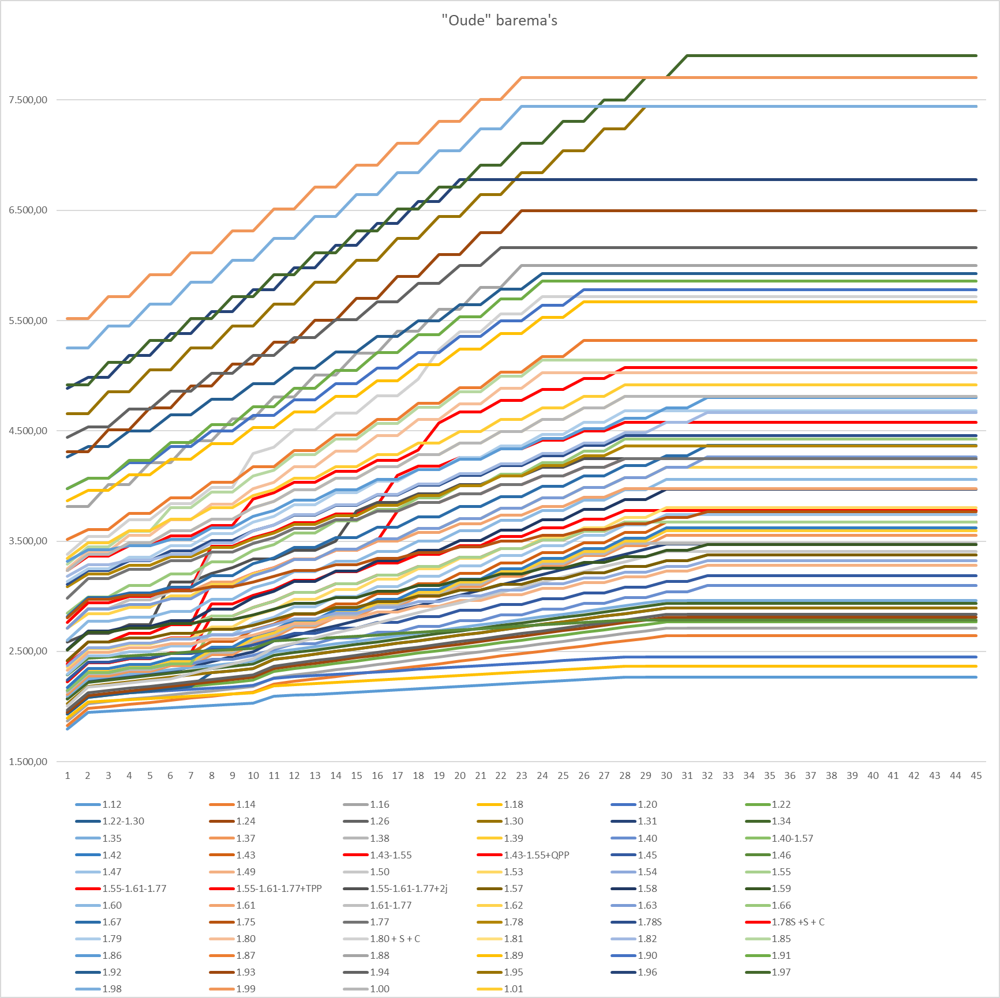 "Oude" barema's
7.500,00
6.500,00
5.500,00
4.500,00
3.500,00
2.500,00
1.500,00
1 2 3 4 5 6 7 8 9 10 11 12 13 14 15 16 17 18 19 20 21 22 23 24 25 26 27 28 29 30 31 32 33 34 35 36 37 38 39 40 41 42 43 44 45
1.12 1.14 1.16 1.18 1.20 1.22
1.22-1.30 1.24 1.26 1.30 1.31 1.34
1.35 1.37 1.38 1.39 1.40 1.40-1.57
1.42 1.43 1.43-1.55 1.43-1.55+QPP 1.45 1.46
1.47 1.49 1.50 1.53 1.54 1.55
1.55-1.61-1.77 1.55-1.61-1.77+TPP 1.55-1.61-1.77+2j 1.57 1.58 1.59
1.60 1.61 1.61-1.77 1.62 1.63 1.66
1.67 1.75 1.77 1.78 1.78S 1.78S +S + C
1.79 1.80 1.80 + S + C 1.81 1.82 1.85
1.86 1.87 1.88 1.89 1.90 1.91
1.92 1.93 1.94 1.95 1.96 1.97
1.98 1.99 1.00 1.01